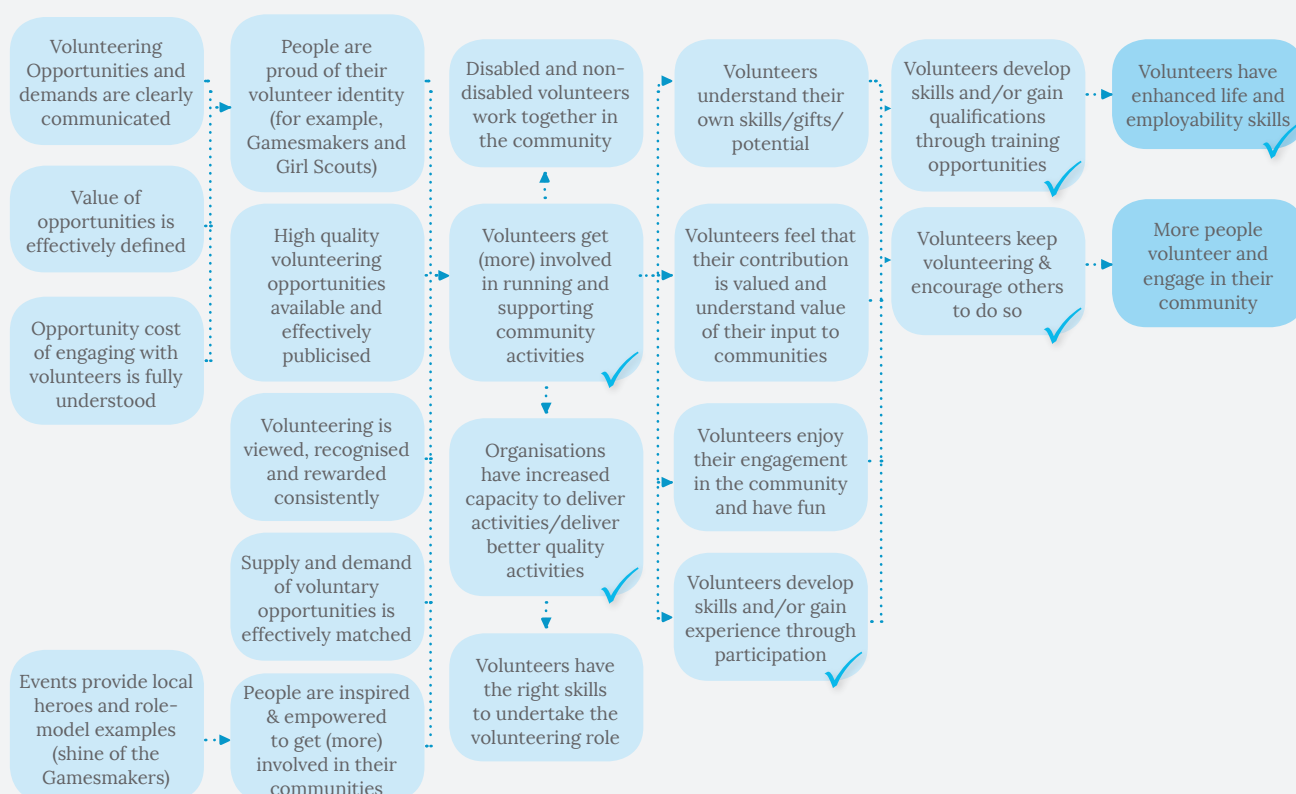 Volunteering
Opportunities and
demands are clearly
communicated
Value of
opportunities is
effectively defined
Opportunity cost
of engaging with
volunteers is fully
understood
Events provide local
heroes and role-
model examples
(shine of the
Gamesmakers)
People are
proud of their
volunteer identity
(for example,
Gamesmakers and
Girl Scouts)
High quality
volunteering
opportunities
available and
effectively
publicised
Volunteering is
viewed, recognised
and rewarded
consistently
Supply and demand
of voluntary
opportunities is
effectively matched
People are inspired
& empowered
to get (more)
involved in their
communities
Disabled and non-
disabled volunteers
work together in
the community
Volunteers get
(more) involved
in running and
supporting
community
activities
Organisations
have increased
capacity to deliver
activities/deliver
better quality
activities
Volunteers have
the right skills
to undertake the
volunteering role
Volunteers
understand their
own skills/gifts/
potential
Volunteers feel that
their contribution
is valued and
understand value
of their input to
communities
Volunteers enjoy
their engagement
in the community
and have fun
Volunteers develop
skills and/or gain
experience through
participation
Volunteers develop
skills and/or gain
qualifications
through training
opportunities
Volunteers keep
volunteering &
encourage others
to do so
Volunteers have
enhanced life and
employability skills
More people
volunteer and
engage in their
community